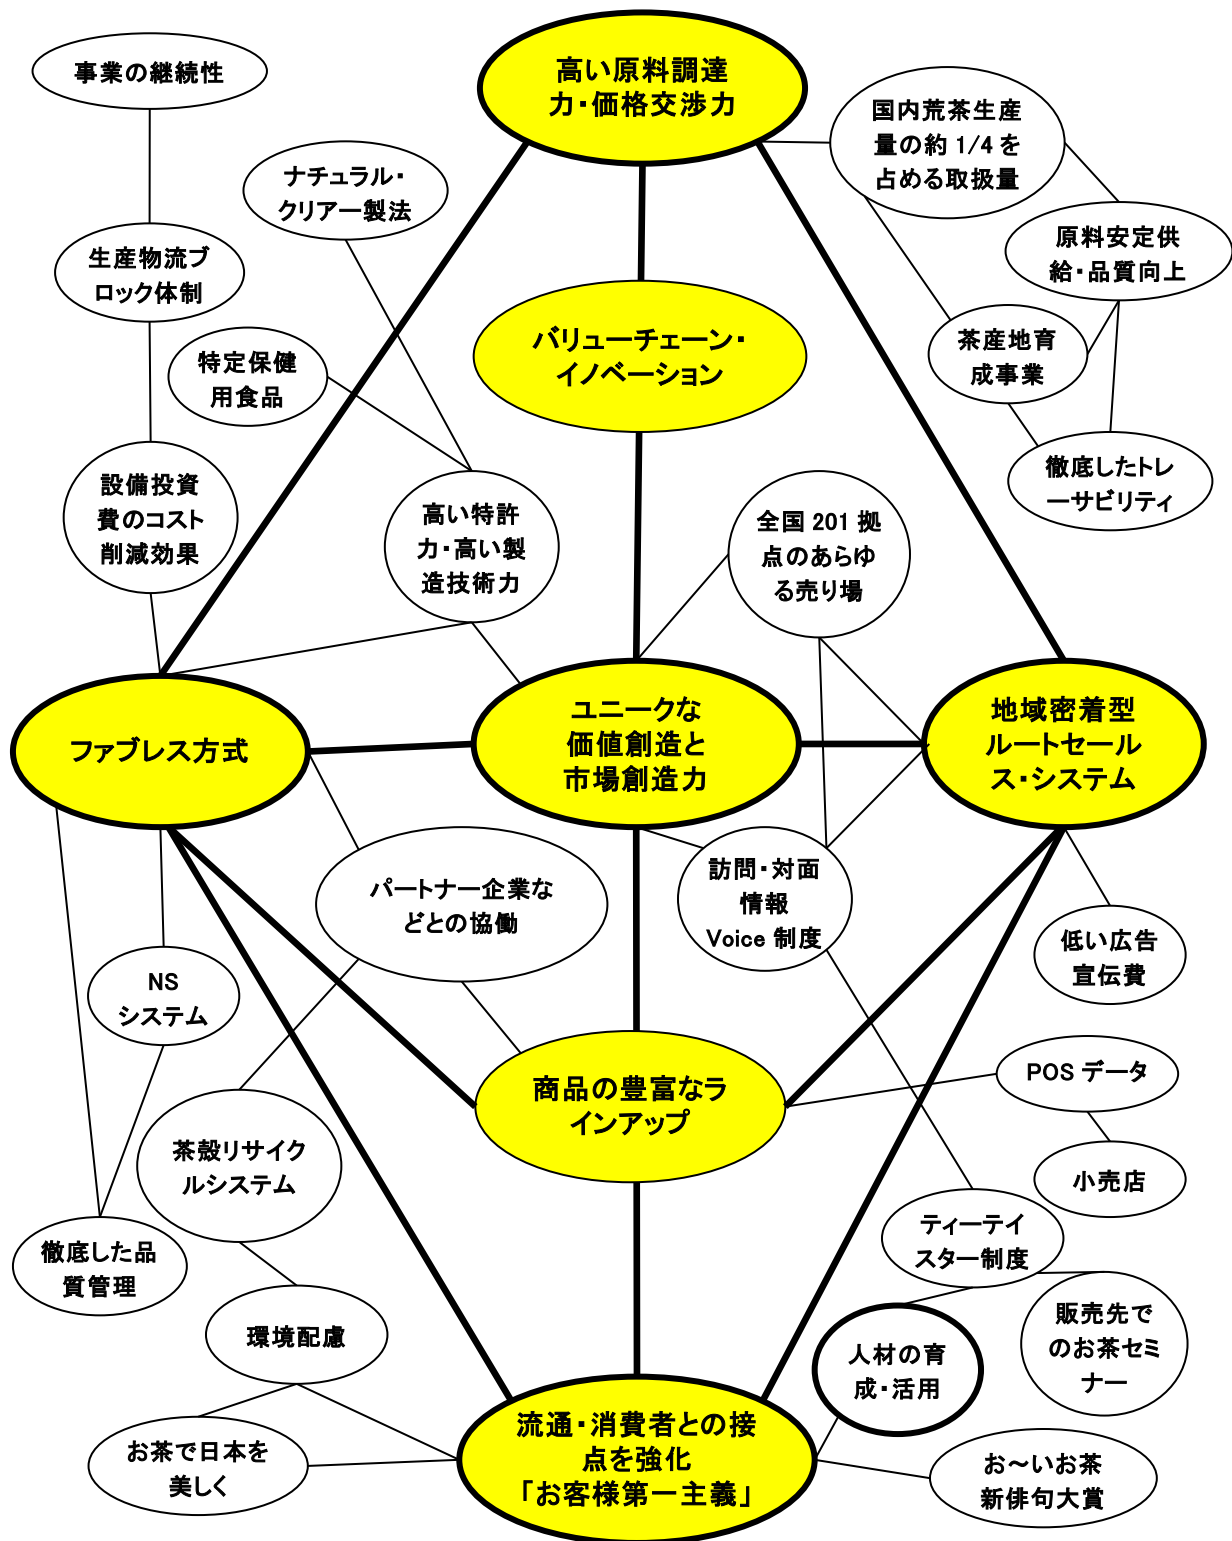 高い原料調達
力・価格交渉力
事業の継続性
国内荒茶生産
量の約 1/4 を
占める取扱量
ナチュラル・
クリアー製法
原料安定供
給・品質向上
生産物流ブ
ロック体制
バリューチェーン・
イノベーション
茶産地育
成事業
特定保健
用食品
徹底したトレ
ーサビリティ
設備投資
費のコスト
削減効果
高い特許
力・高い製
造技術力
全国 201 拠
点のあらゆ
る売り場
ファブレス方式
ユニークな
価値創造と
市場創造力
地域密着型
ルートセール
ス・システム
パートナー企業な
どとの協働
訪問・対面
情報
Voice 制度
低い広告
宣伝費
NS
システム
商品の豊富なラ
インアップ
POS データ
小売店
茶殻リサイク
ルシステム
ティーテイ
スター制度
徹底した品
質管理
環境配慮
販売先で
のお茶セミ
ナー
人材の育
成・活用
お茶で日本を
美しく
流通・消費者との接
点を強化
「お客様第一主義」
お～いお茶
新俳句大賞